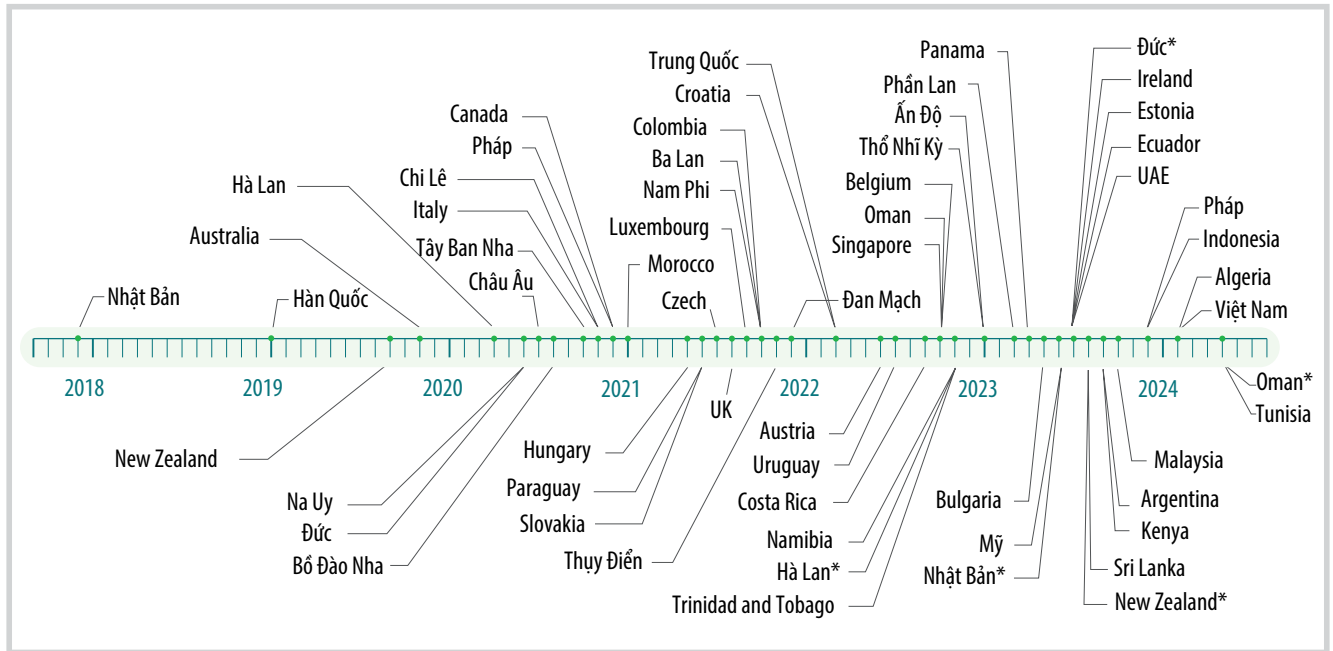 Trung Quốc
Croatia
Colombia
Ba Lan
Nam Phi
Luxembourg
Panama
Phần Lan
Ấn Độ
Thổ Nhĩ Kỳ
Belgium
Oman
Singapore
Đức*
Ireland
Estonia
Ecuador
UAE
Canada
Pháp
Chi Lê
Italy
Tây Ban Nha
Châu Âu
Hà Lan
Australia
Nhật Bản
Hàn Quốc
Morocco
Czech
Đan Mạch
Pháp
Indonesia
Algeria
Việt Nam
2018
2019
2020
2021
2022
2023
2024
New Zealand
Na Uy
Đức
Bồ Đào Nha
Hungary
Paraguay
Slovakia
Thụy Điển
UK
Austria
Uruguay
Costa Rica
Namibia
Hà Lan*
Trinidad and Tobago
Bulgaria
Mỹ
Nhật Bản*
Oman*
Tunisia
Malaysia
Argentina
Kenya
Sri Lanka
New Zealand*